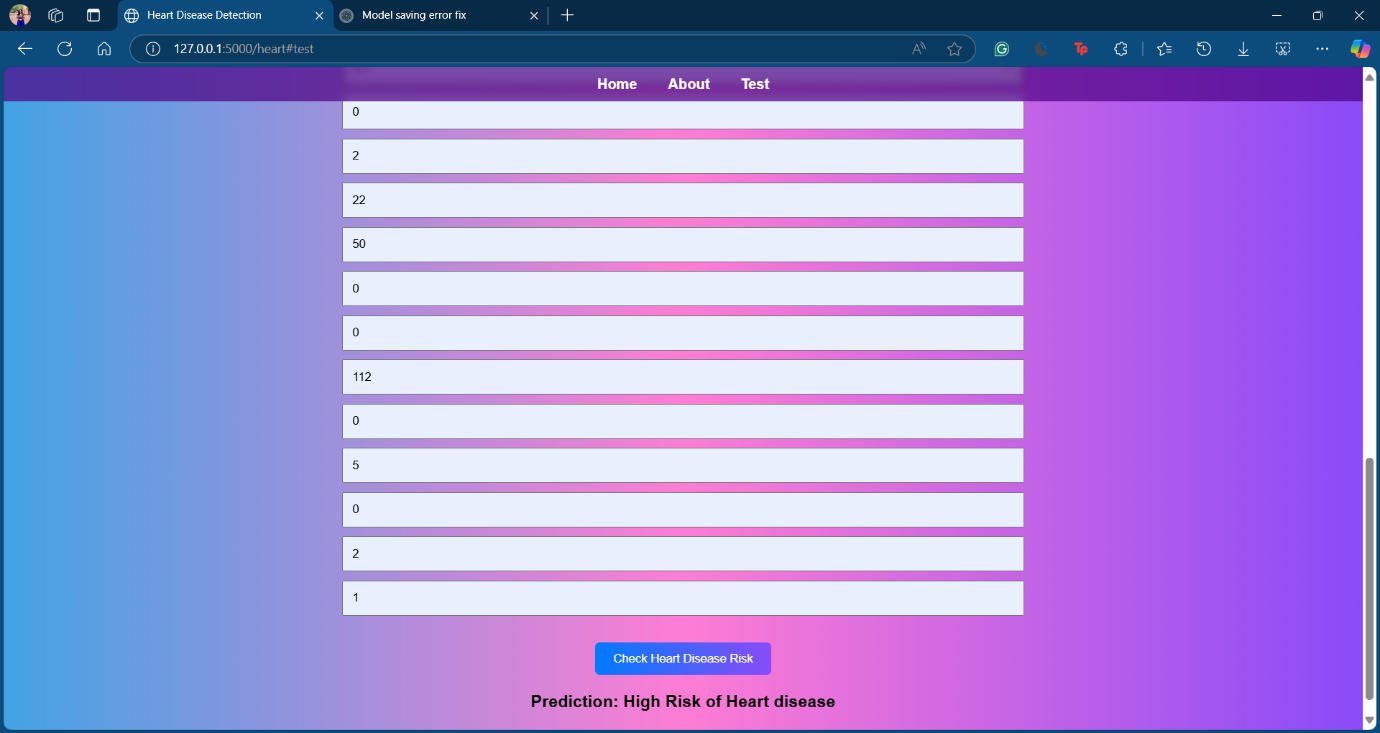 Heart Disease Detection
Model saving error fix
127.0.0.1:5000/heart#test
Home About Test
0
2
22
50
0
0
112
0
5
0
2
1
Check Heart Disease Risk
Prediction: High Risk of Heart disease